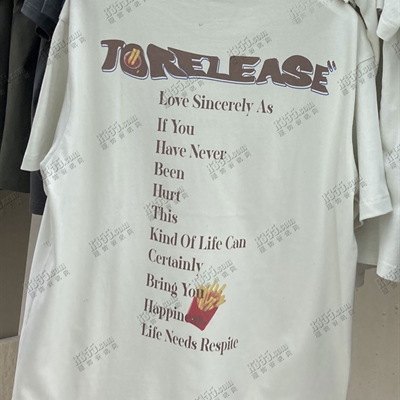 TORELEASE"
Love Sincerely As
If You
Have Never
Been
Hurt
This
Kind Of Life Can
Certainly
Bring You
Happiness
Life Needs Respite